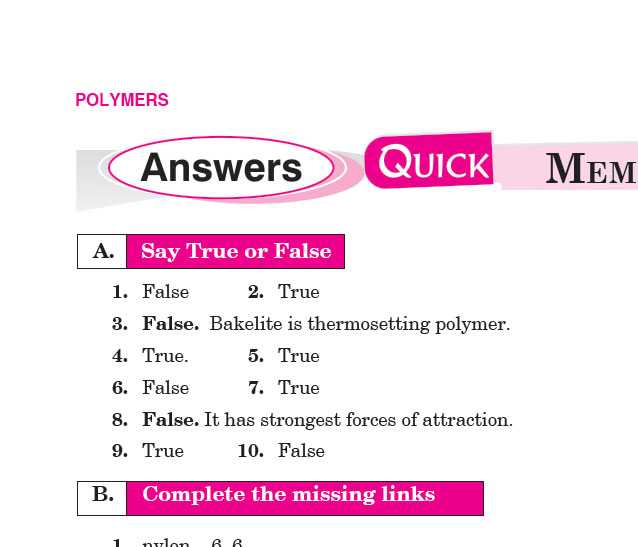 POLYMERS
Answers QUICK MEM
A. Say True or False
1. False 2. True
3. False. Bakelite is thermosetting polymer.
4. True. 5. True
6. False 7. True
8. False. It has strongest forces of attraction.
9. True 10. False
B. Complete the missing links
1. nylon 6, 6